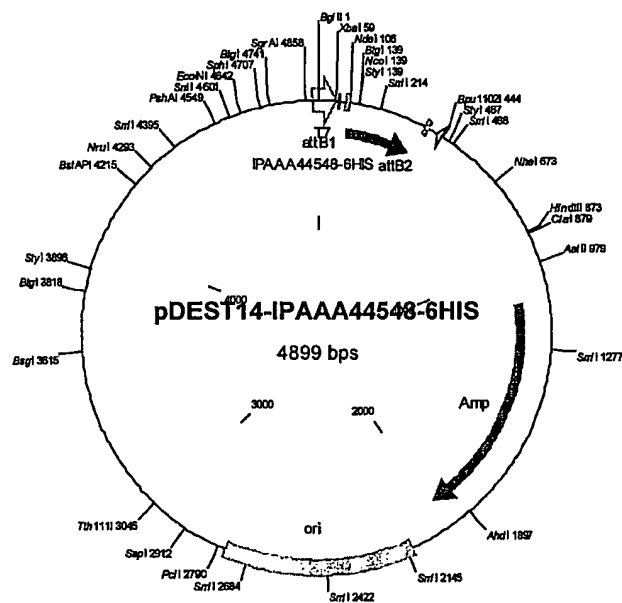 BglII 1
XbaI 59
NdeI 106
BtgI 139
NcoI 139
StyI 139
SmlI 214
Bpu1102I 444
StyI 487
SmlI 488
NheI 673
HindIII 873
ClaI 879
AatII 979
SmlI 1277
AhdI 1897
SmlI 2145
SmlI 2422
SmlI 2684
PciI 2790
SapI 2912
Tth111I 3045
BsgI 3615
BtgI 3818
StyI 3898
BstAPI 4215
NruI 4293
SmlI 4395
PshAI 4549
SnlI 4601
EcoNI 4642
SphI 4707
BtgI 4741
SgrAI 4858
attB1
IPAAA44548-6HIS attB2
4000
pDEST14-IPAAA44548-6HIS
4899 bps
3000
2000
Amp
ori